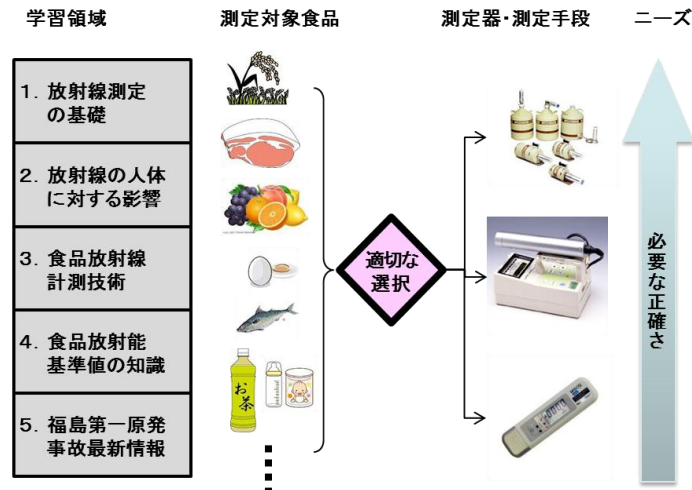 学習領域
測定対象食品
測定器・測定手段
ニーズ
1. 放射線測定
の基礎
2. 放射線の人体
に対する影響
3. 食品放射線
計測技術
4. 食品放射能
基準値の知識
5. 福島第一原発
事故最新情報
お茶
適切な
選択
必要な正確さ